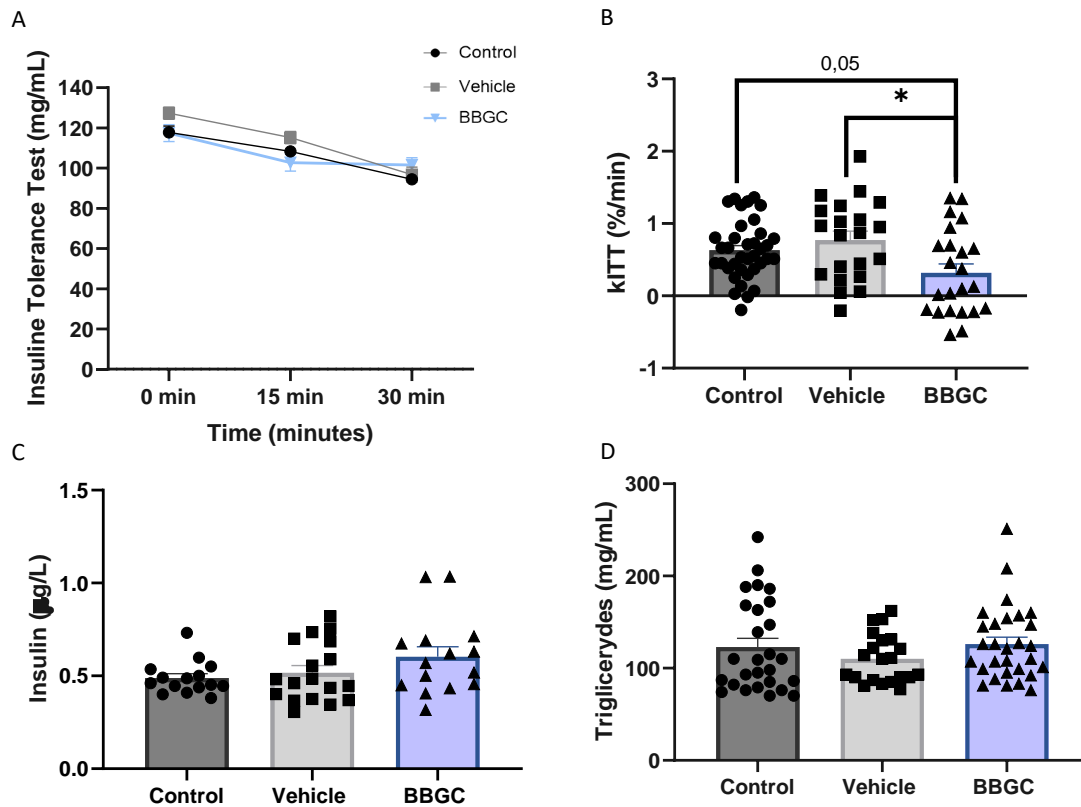 A
Insuline Tolerance Test (mg/mL)
140
120
100
80
60
40
20
0
0 min
15 min
30 min
Time (minutes)
Control
Vehicle
BBGC
B
0,05
*
kITT (%/min)
3
2
1
0
-1
Control
Vehicle
BBGC
C
Insulin
g/L)
1.5
1.0
0.5
0.0
Control
Vehicle
BBGC
D
Triglicerydes (mg/mL)
300
200
100
0
Control
Vehicle
BBGC